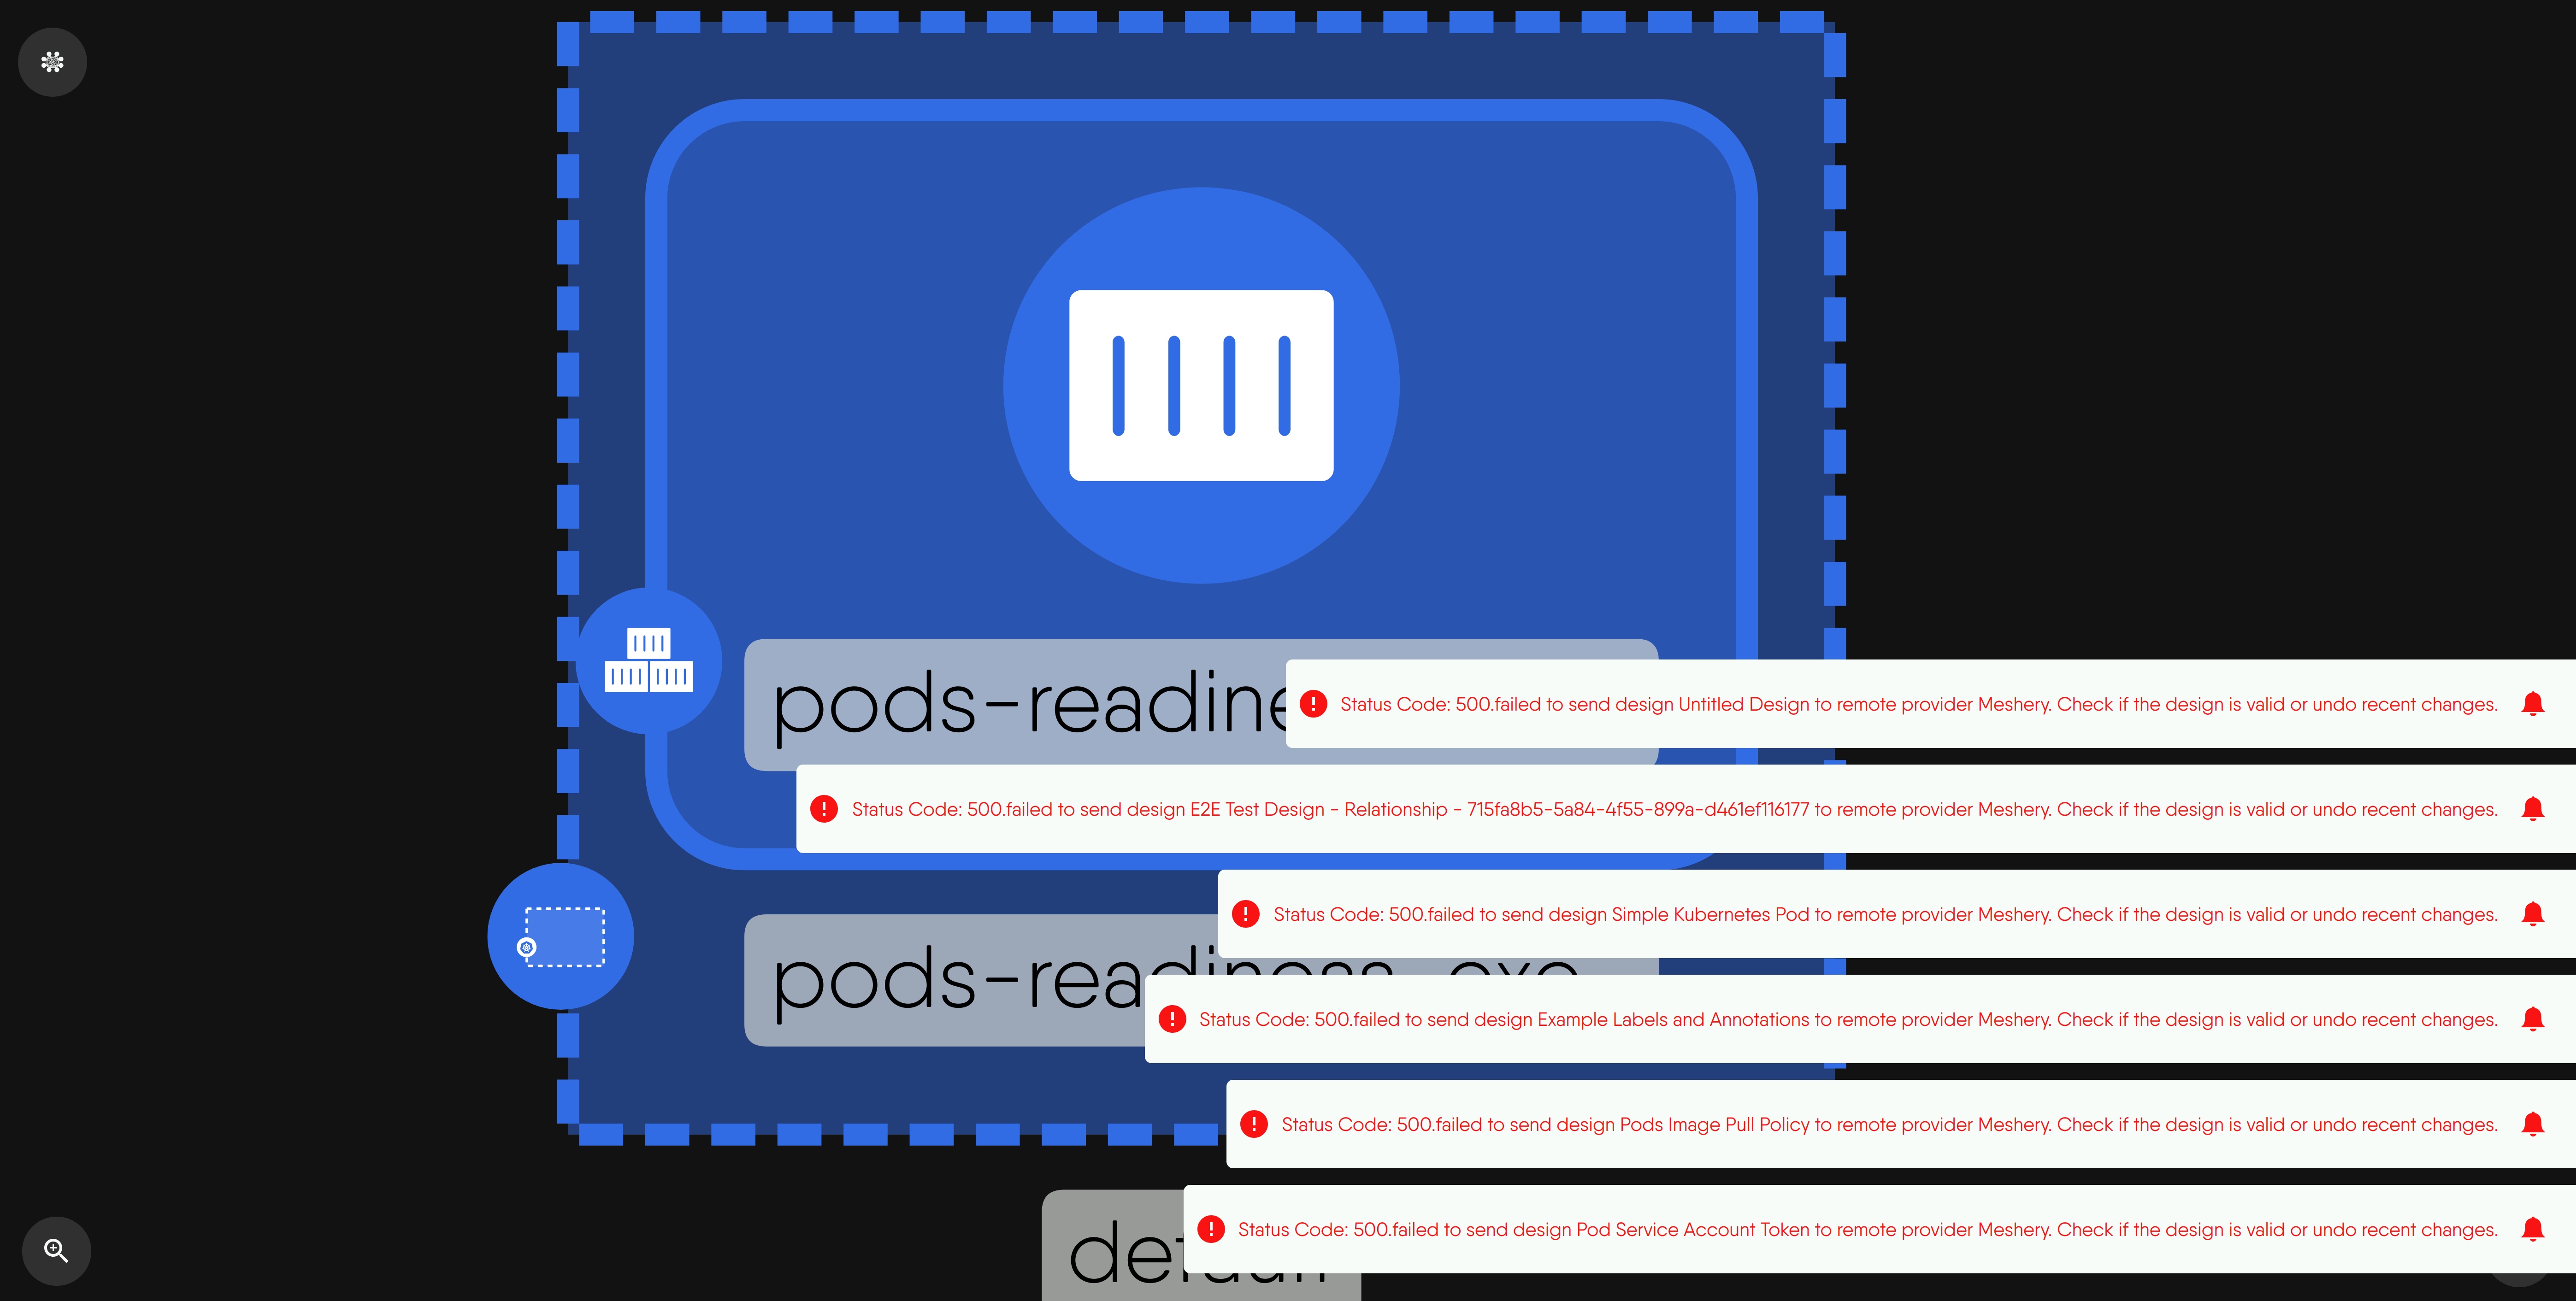 pods-readine
Status Code: 500.failed to send design Untitled Design to remote provider Meshery. Check if the design is valid or undo recent changes.
Status Code: 500.failed to send design E2E Test Design - Relationship - 715fa8b5-5a84-4f55-899a-d461ef116177 to remote provider Meshery. Check if the design is valid or undo recent changes.
Status Code: 500.failed to send design Simple Kubernetes Pod to remote provider Meshery. Check if the design is valid or undo recent changes.
pods-readiness-exe
Status Code: 500.failed to send design Example Labels and Annotations to remote provider Meshery. Check if the design is valid or undo recent changes.
Status Code: 500.failed to send design Pods Image Pull Policy to remote provider Meshery. Check if the design is valid or undo recent changes.
default
Status Code: 500.failed to send design Pod Service Account Token to remote provider Meshery. Check if the design is valid or undo recent changes.